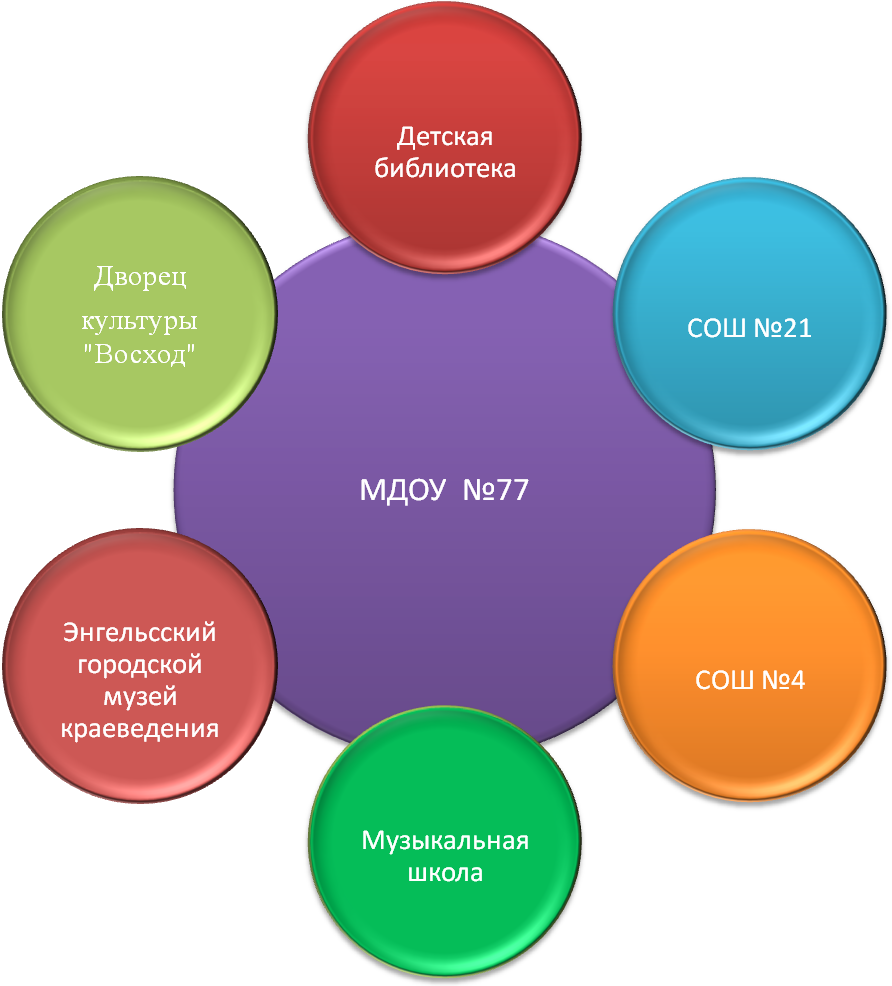 Детская
библиотека
Дворец
культуры
"Восход"
СОШ №21
МДОУ  №77
Энгельсский
городской
музей
краеведения
СОШ №4
Музыкальная
школа